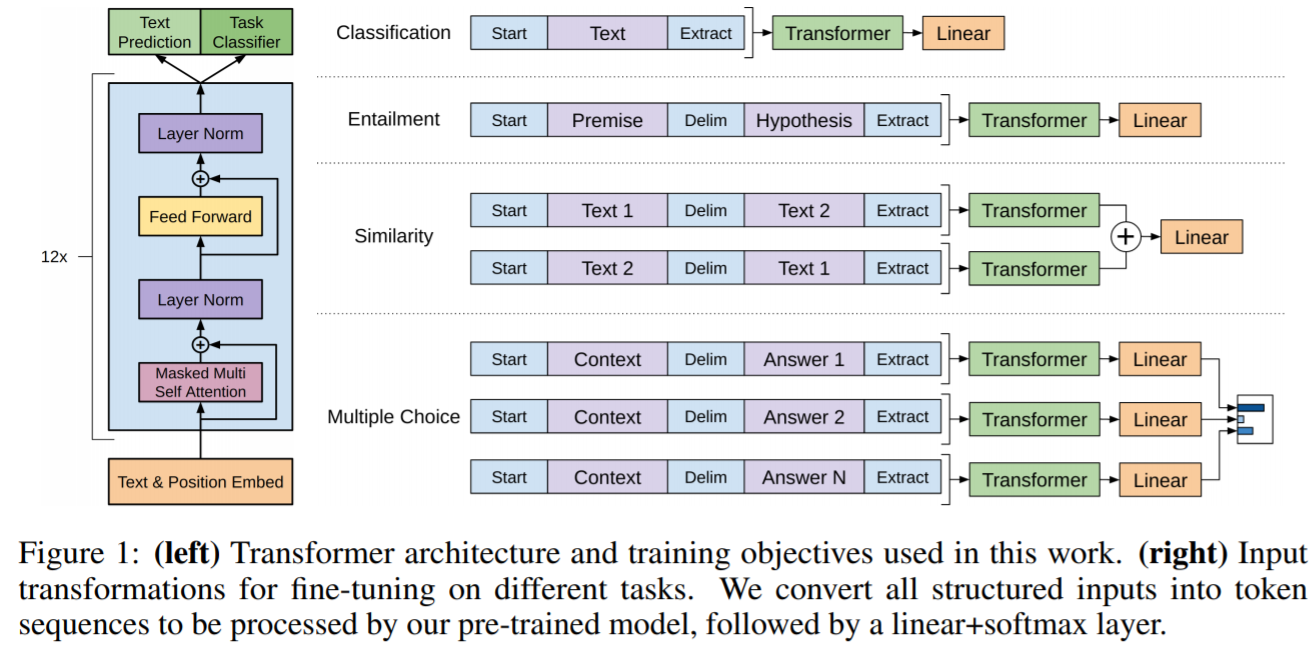 Text
Prediction
Task
Classifier
Layer Norm
+
Feed Forward
12x
Layer Norm
+
Masked Multi
Self Attention
Text & Position Embed
Classification
Start Text Extract Transformer Linear
Entailment
Start Premise Delim Hypothesis Extract Transformer Linear
Similarity
Start Text 1 Delim Text 2 Extract Transformer
+ Linear
Start Text 2 Delim Text 1 Extract Transformer
Multiple Choice
Start Context Delim Answer 1 Extract Transformer Linear
Start Context Delim Answer 2 Extract Transformer Linear
Start Context Delim Answer N Extract Transformer Linear
Figure 1: (left) Transformer architecture and training objectives used in this work. (right) Input
transformations for fine-tuning on different tasks. We convert all structured inputs into token
sequences to be processed by our pre-trained model, followed by a linear+softmax layer.